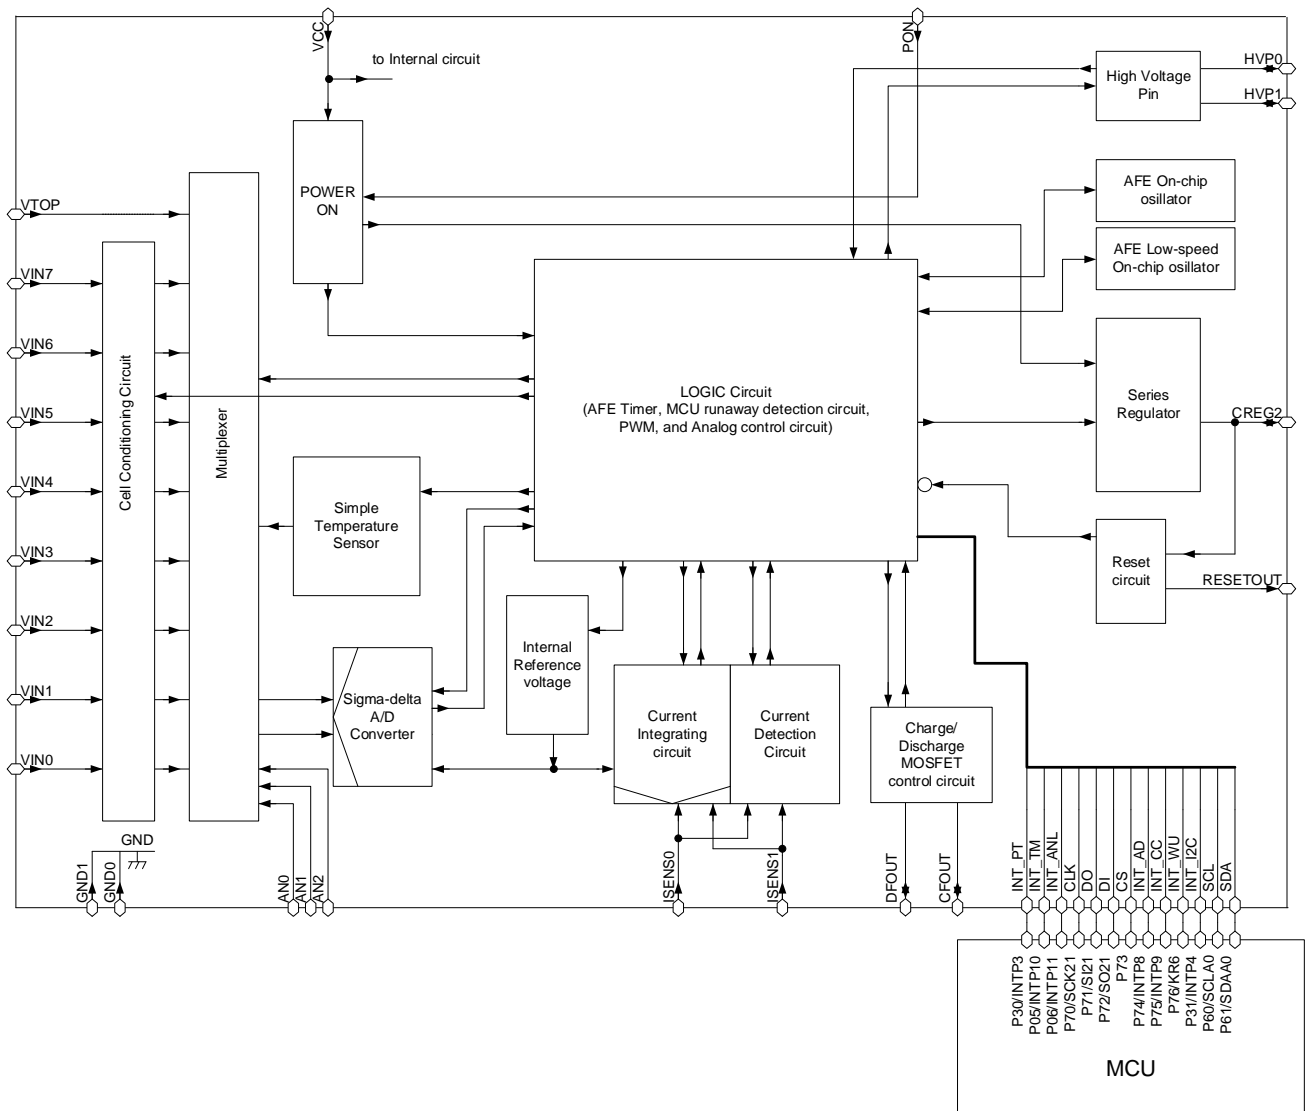 VCC
to Internal circuit
PON
High Voltage
Pin
HVP0
HVP1
POWER
ON
AFE On-chip
osillator
AFE Low-speed
On-chip osillator
VTOP
VIN7
VIN6
VIN5
VIN4
VIN3
VIN2
VIN1
VIN0
Cell Conditioning Circuit
Multiplexer
LOGIC Circuit
(AFE Timer, MCU runaway detection circuit,
PWM, and Analog control circuit)
Series
Regulator
CREG2
Simple
Temperature
Sensor
Reset
circuit
RESETOUT
Internal
Reference
voltage
Sigma-delta
A/D
Converter
Current
Integrating
circuit
Current
Detection
Circuit
Charge/
Discharge
MOSFET
control circuit
GND
GND1
GND0
AN0
AN1
AN2
ISENS0
ISENS1
DFOUT
CFOUT
INT_PT
INT_TM
INT_ANL
CLK
DO
DI
CS
INT_AD
INT_CC
INT_WU
INT_I2C
SCL
SDA
P30/INTP3
P05/INTP10
P06/INTP11
P70/SCK21
P71/SI21
P72/SO21
P73
P74/INTP8
P75/INTP9
P76/KR6
P31/INTP4
P60/SCLA0
P61/SDAA0
MCU